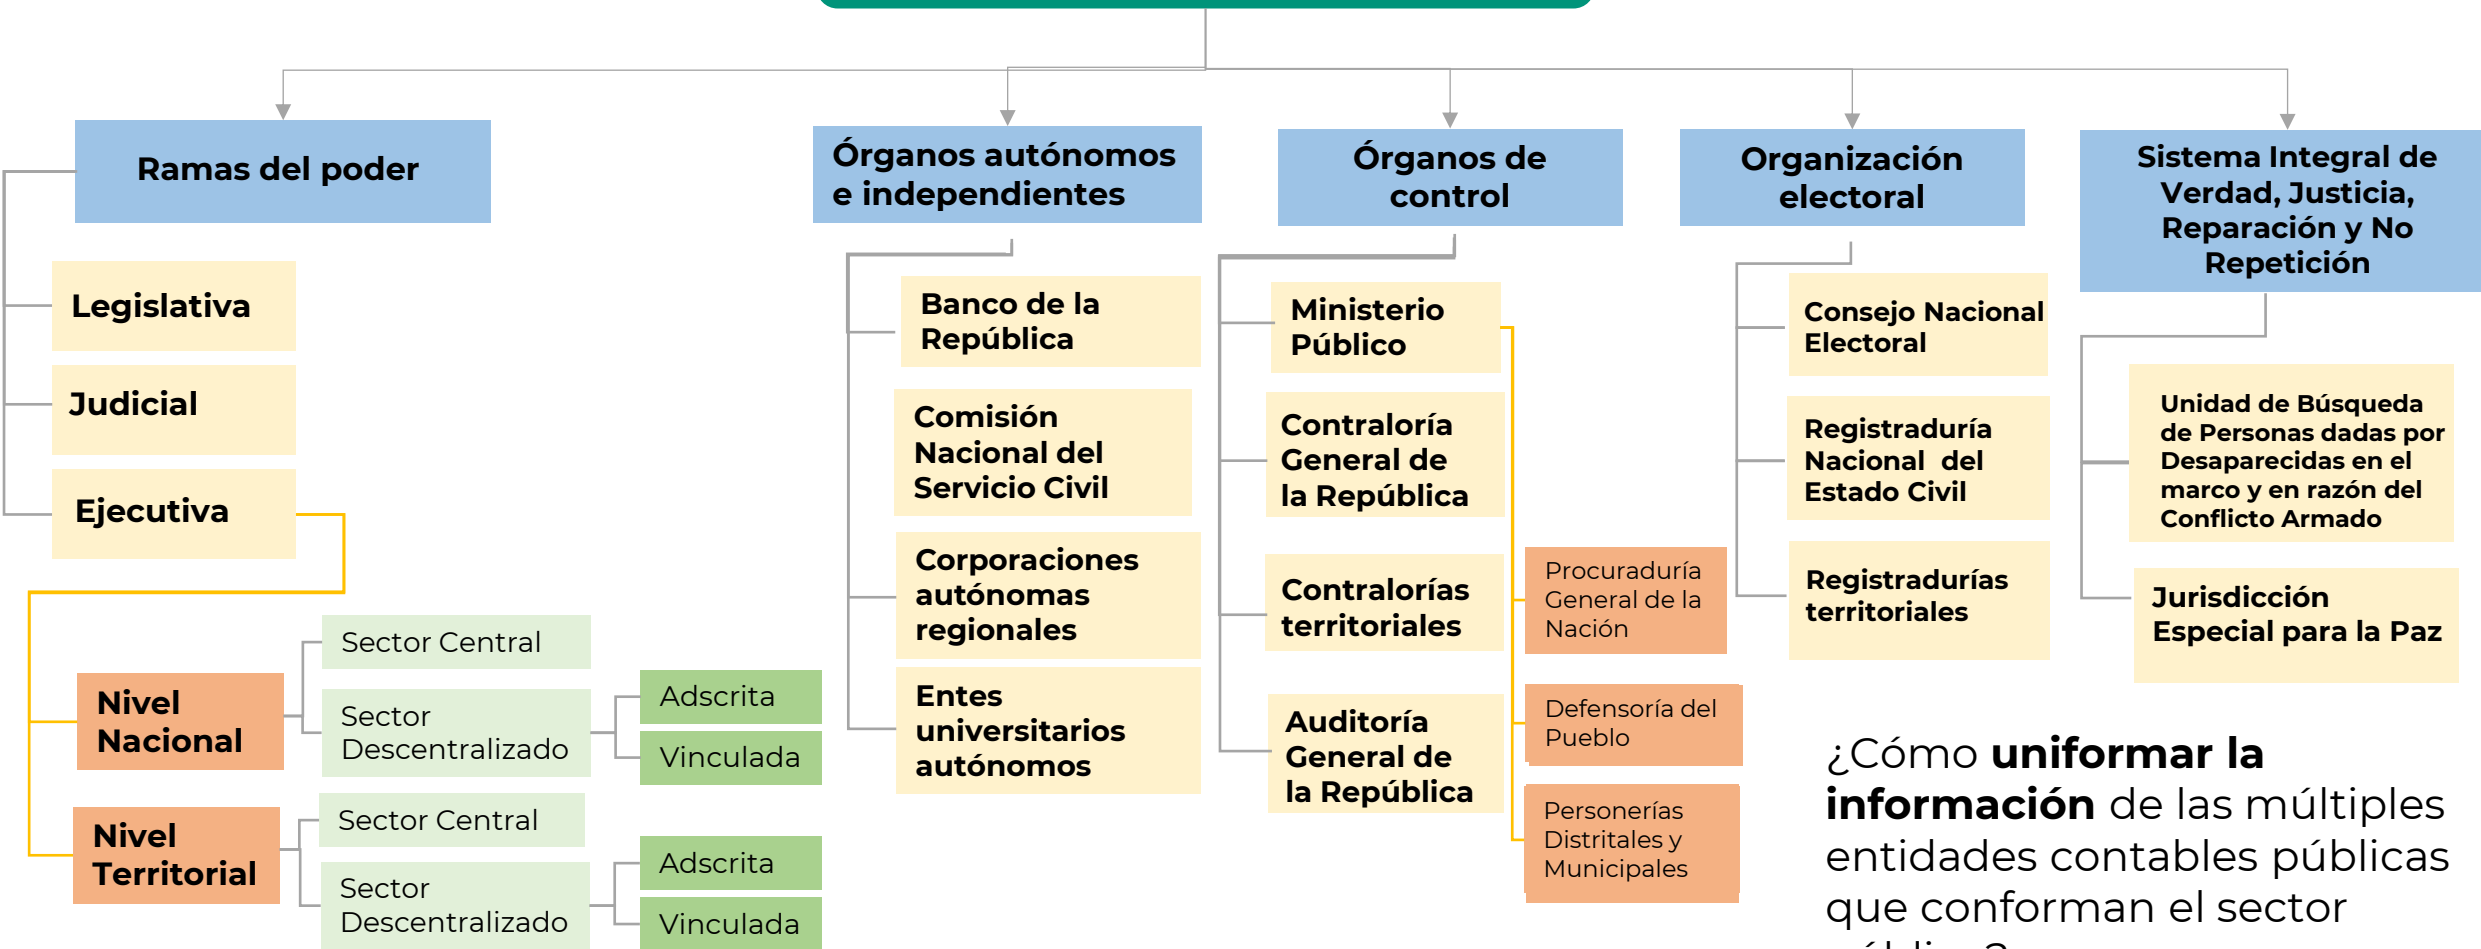 Ramas del poder
Legislativa
Judicial
Ejecutiva
Nivel
Nacional
Sector Central
Sector
Descentralizado
Adscrita
Vinculada
Nivel
Territorial
Sector Central
Sector
Descentralizado
Adscrita
Vinculada
Órganos autónomos
e independientes
Banco de la
República
Comisión
Nacional del
Servicio Civil
Corporaciones
autónomas
regionales
Entes
universitarios
autónomos
Órganos de
control
Ministerio
Público
Contraloría
General de
la República
Contralorías
territoriales
Auditoría
General de
la República
Procuraduría
General de la
Nación
Defensoría del
Pueblo
Personerías
Distritales y
Municipales
Organización
electoral
Consejo Nacional
Electoral
Registraduría
Nacional del
Estado Civil
Registradurías
territoriales
Sistema Integral de
Verdad, Justicia,
Reparación y No
Repetición
Unidad de Búsqueda
de Personas dadas por
Desaparecidas en el
marco y en razón del
Conflicto Armado
Jurisdicción
Especial para la Paz
¿Cómo uniformar la
información de las múltiples
entidades contables públicas
que conforman el sector